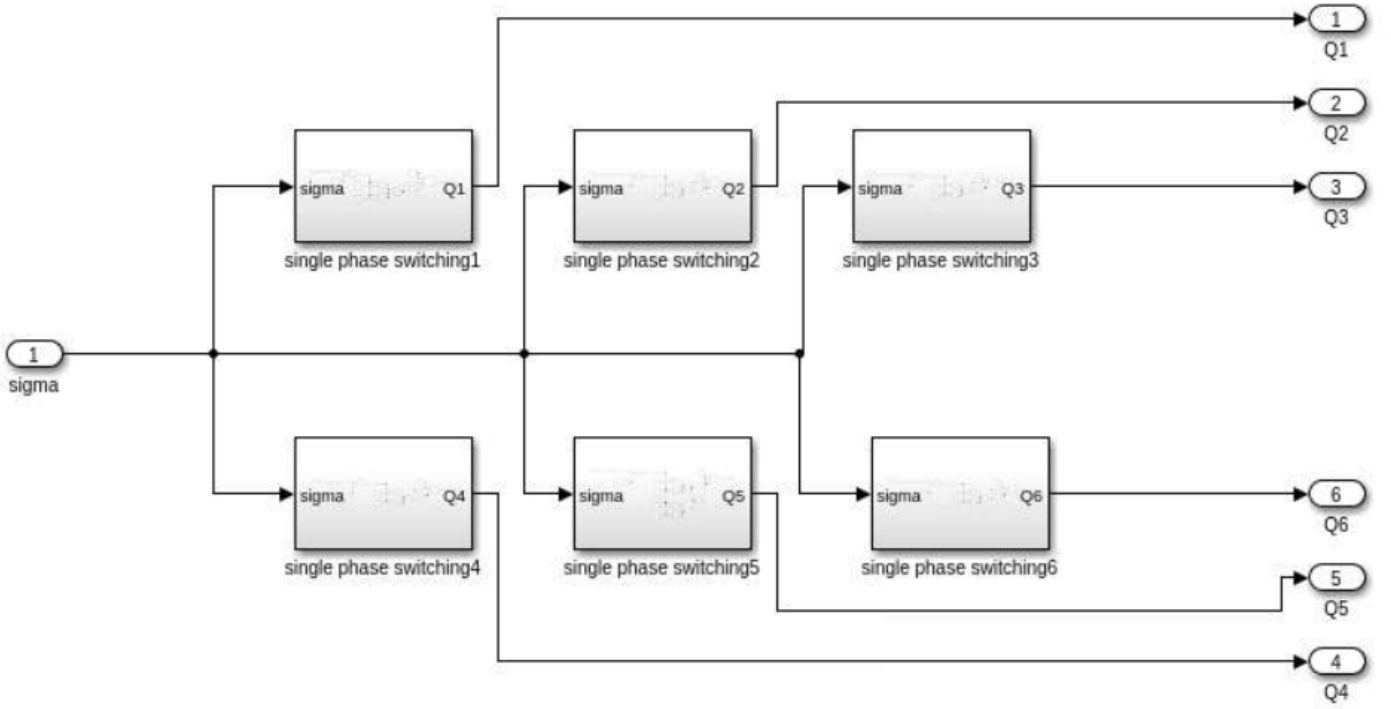 1
Q1
2
Q2
sigma Q1
sigma Q2
sigma Q3
3
Q3
single phase switching1
single phase switching2
single phase switching3
1
sigma
sigma Q4
sigma Q5
sigma Q6
6
Q6
single phase switching4
single phase switching5
single phase switching6
5
Q5
4
Q4